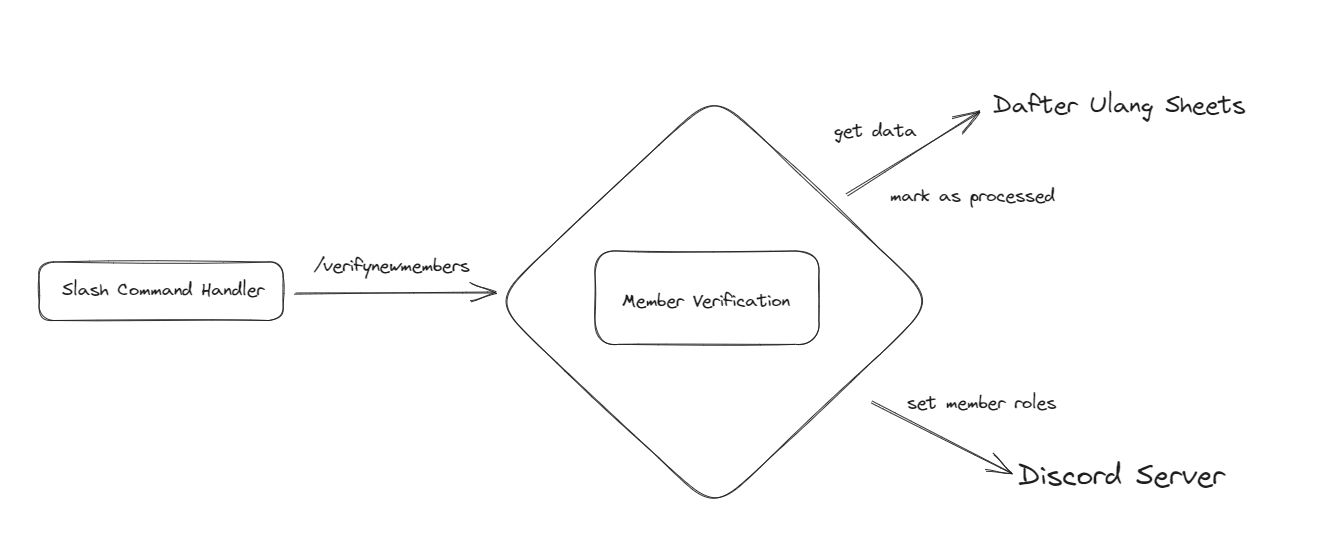 Dafter Ulang Sheets
get data
mark as processed
/verifynewmembers
Slash Command Handler
Member Verification
set member roles
Discord Server